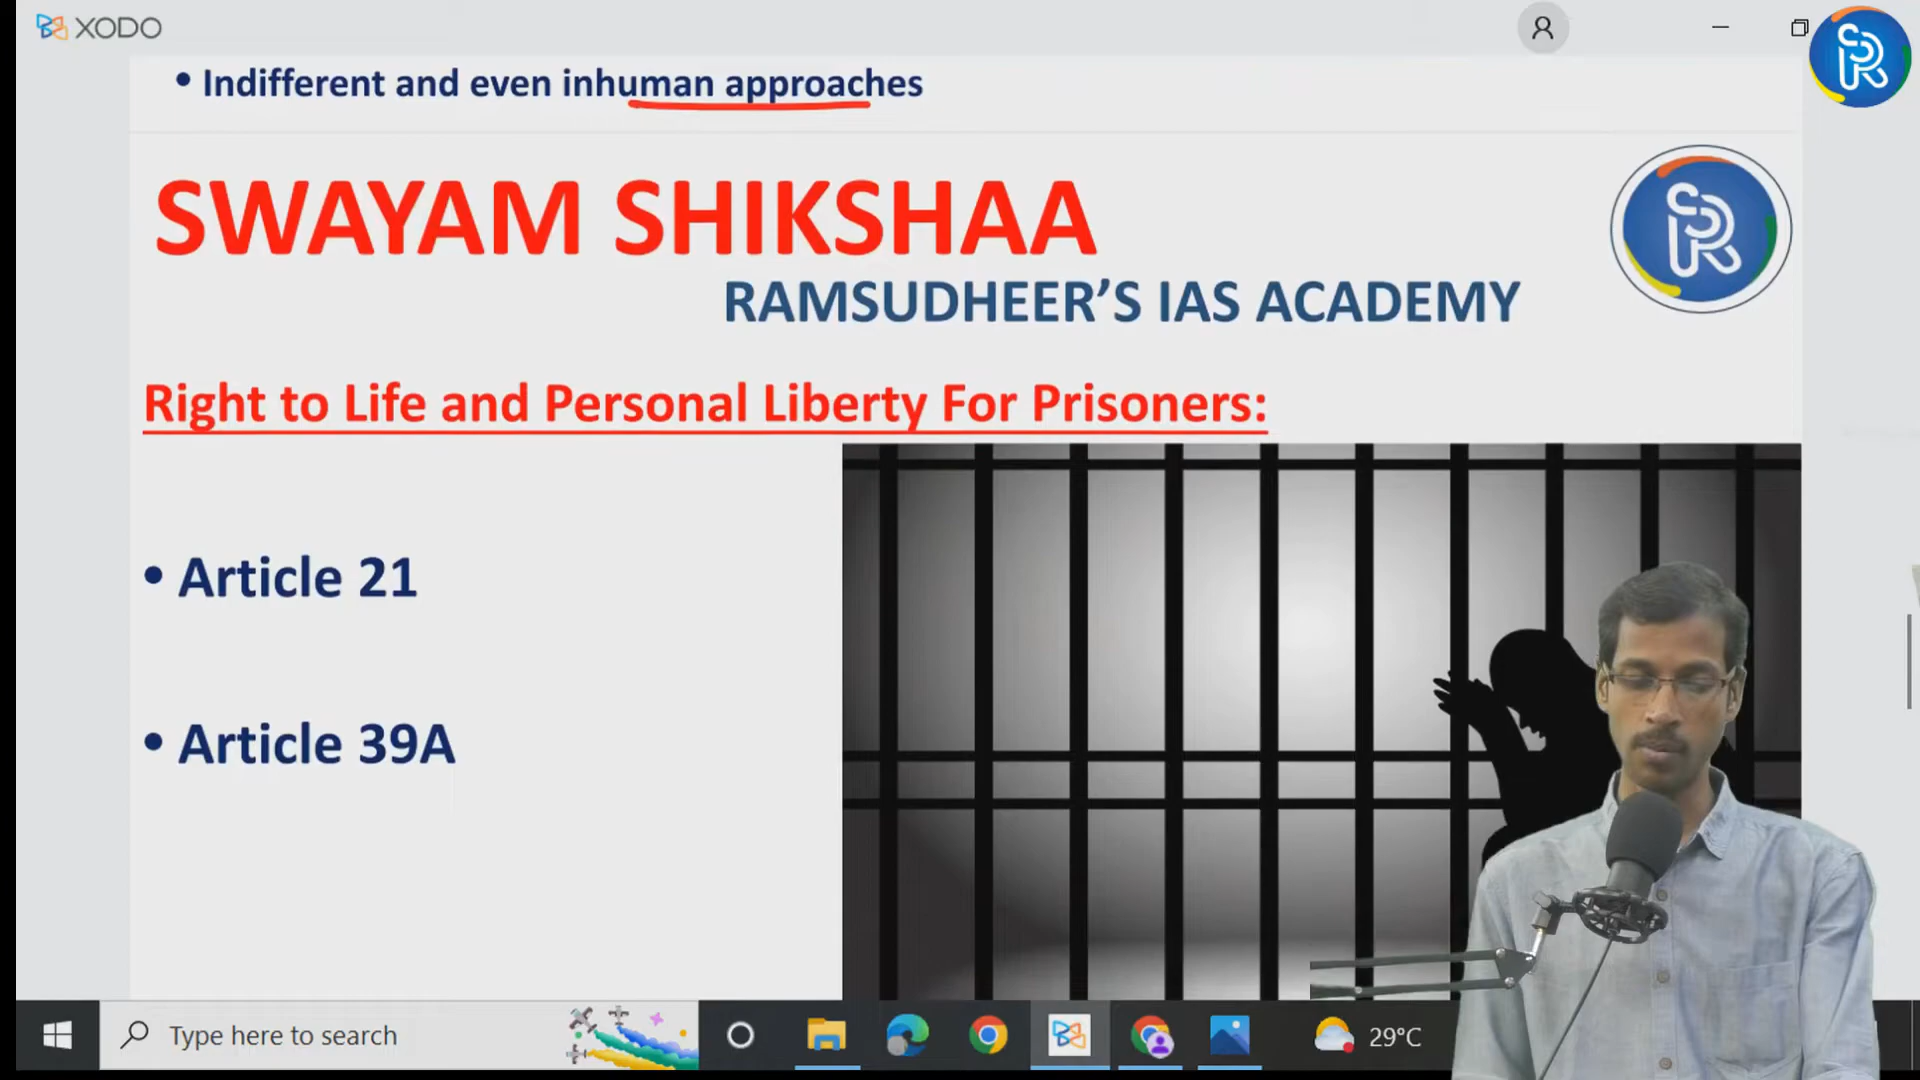 XODO
• Indifferent and even inhuman approaches
SWAYAM SHIKSHAA
RAMSUDHEER’S IAS ACADEMY
Right to Life and Personal Liberty For Prisoners:
• Article 21
• Article 39A
Type here to search
29°C